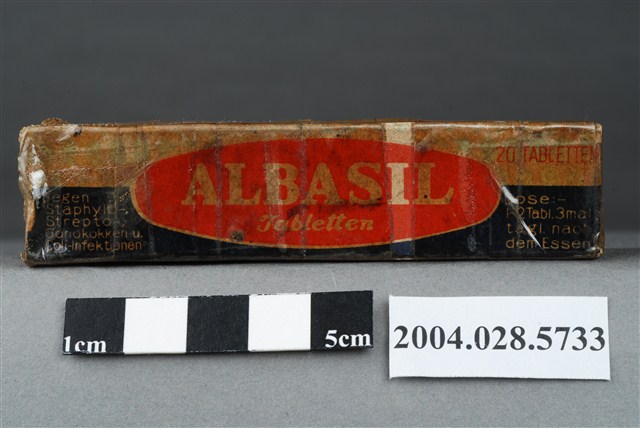 20 TABLETTEN
ALBASIL
Tabletten
gegen
Staphylo-
Strepto-
Gonokokken u.
Coli-Infektionen
Dose:-
1-2 Tabl. 3 mal
tägl. nach
dem Essen
1cm
5cm
2004.028.5733